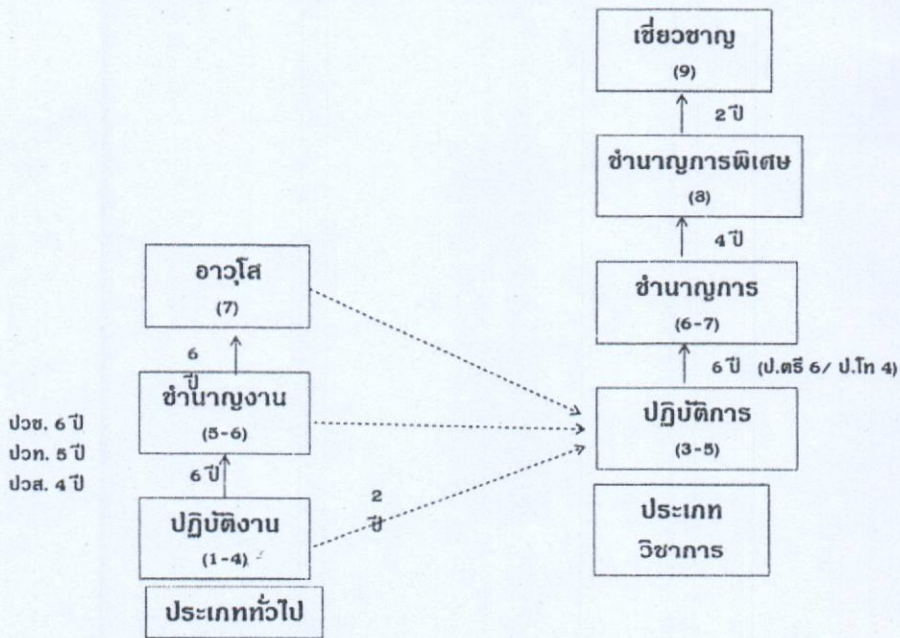 เชี่ยวชาญ
(9)
2 ปี
ชำนาญการพิเศษ
(8)
4 ปี
อาวุโส
(7)
ชำนาญการ
(6-7)
6
ปี
6 ปี (ป.ตรี 6/ ป.โท 4)
ชำนาญงาน
(5-6)
ปฏิบัติการ
(3-5)
ปวช. 6 ปี
ปวท. 5 ปี
ปวส. 4 ปี
6 ปี
2
ปี
ปฏิบัติงาน
(1-4)
ประเภท
วิชาการ
ประเภททั่วไป